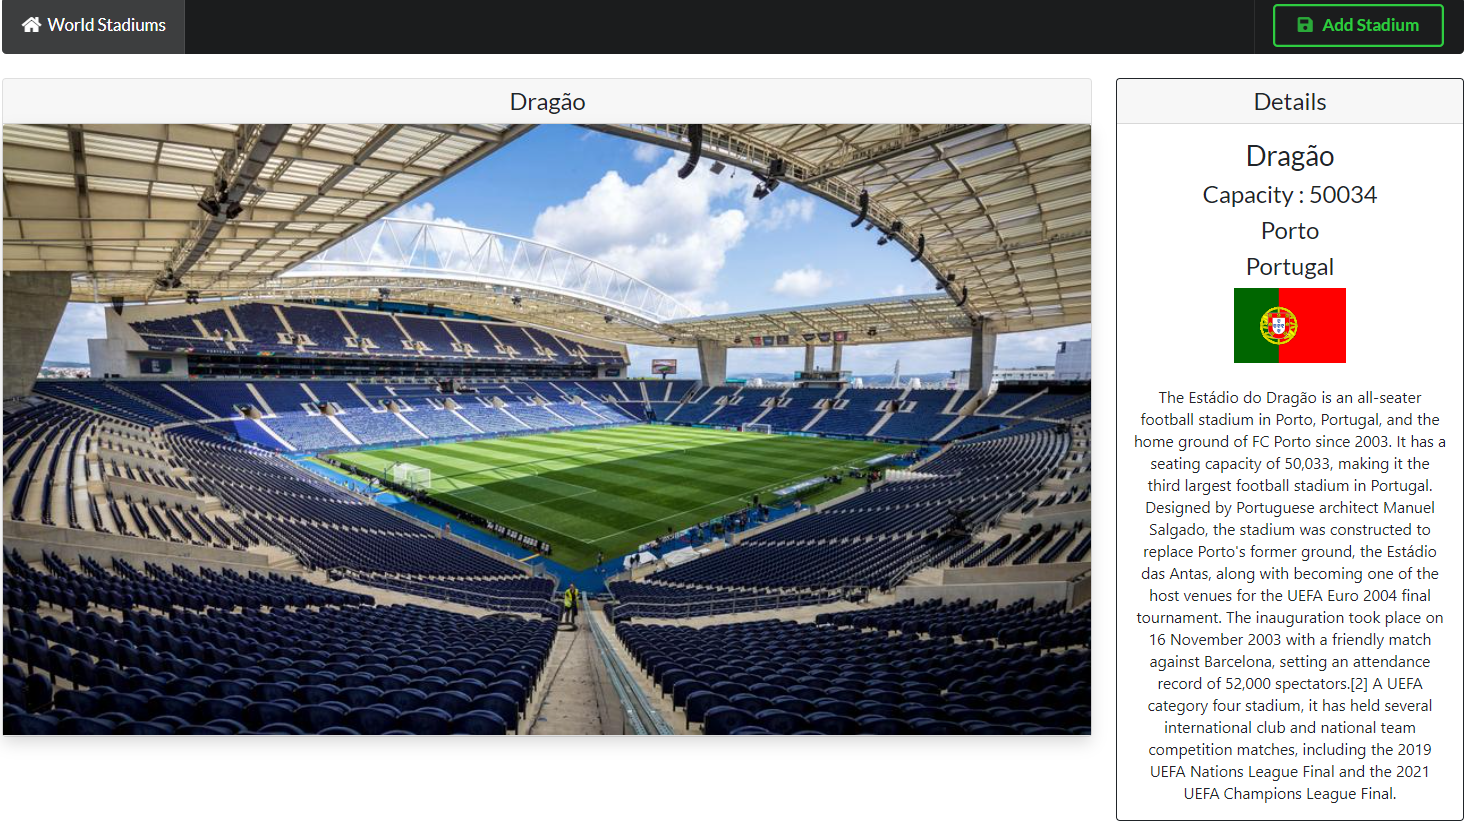 World Stadiums
Add Stadium
Dragão
Details
Dragão
Capacity : 50034
Porto
Portugal
The Estádio do Dragão is an all-seater
football stadium in Porto, Portugal, and the
home ground of FC Porto since 2003. It has a
seating capacity of 50,033, making it the
third largest football stadium in Portugal.
Designed by Portuguese architect Manuel
Salgado, the stadium was constructed to
replace Porto's former ground, the Estádio
das Antas, along with becoming one of the
host venues for the UEFA Euro 2004 final
tournament. The inauguration took place on
16 November 2003 with a friendly match
against Barcelona, setting an attendance
record of 52,000 spectators.[2] A UEFA
category four stadium, it has held several
international club and national team
competition matches, including the 2019
UEFA Nations League Final and the 2021
UEFA Champions League Final.